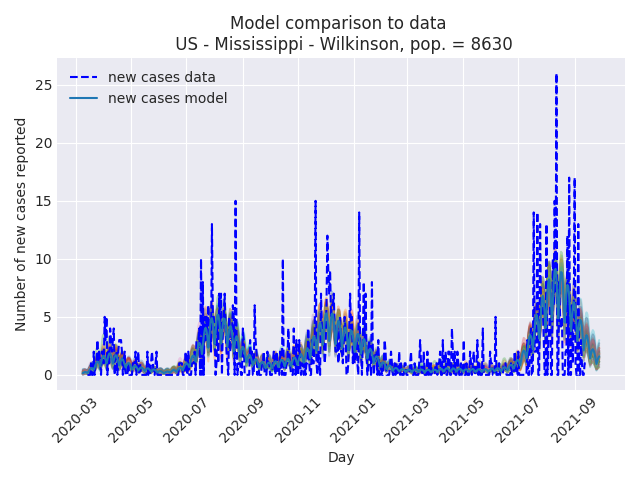 Model comparison to data
US - Mississippi - Wilkinson, pop. = 8630
new cases data
new cases model
Number of new cases reported
25
20
15
10
5
0
2020-03
2020-05
2020-07
2020-09
2020-11
2021-01
2021-03
2021-05
2021-07
2021-09
Day